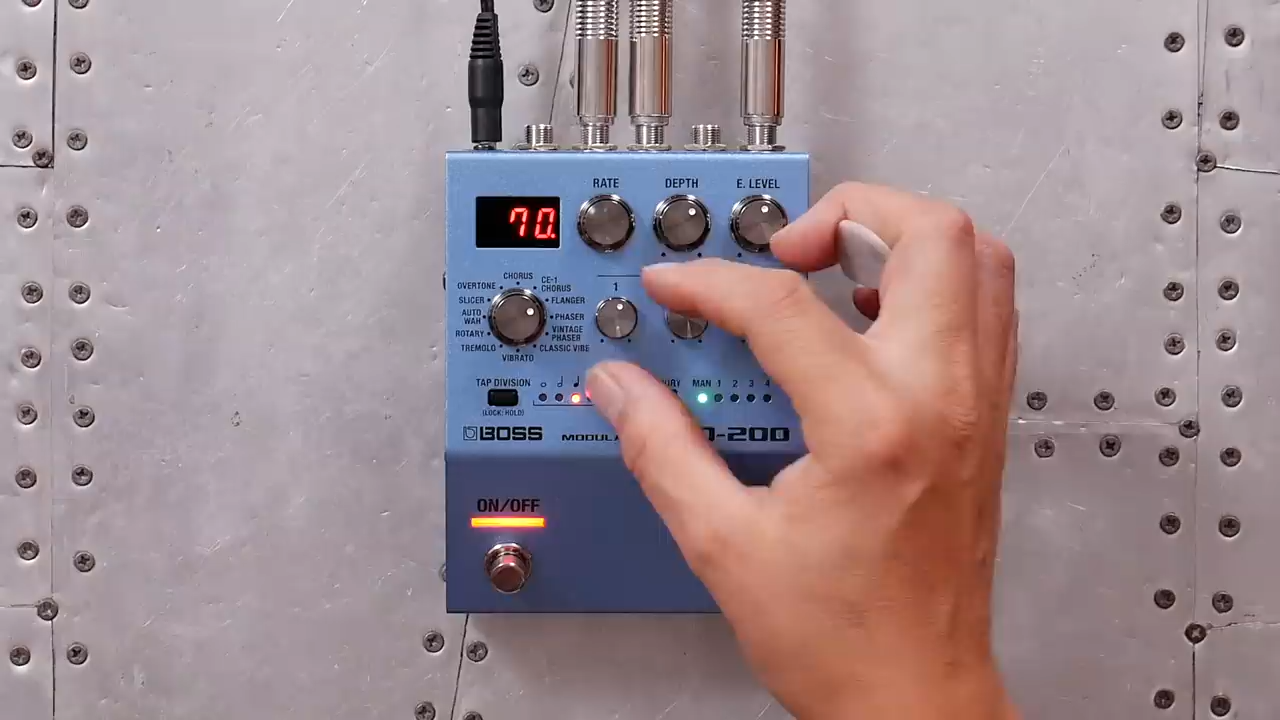 RATE DEPTH E. LEVEL
70.
CHORUS
OVERTONE CE-1 CHORUS
SLICER FLANGER
1
AUTO WAH PHASER
ROTARY VINTAGE PHASER
TREMOLO CLASSIC VIBE
VIBRATO
TAP DIVISION
MAN 1 2 3 4
(LOCK: HOLD)
BOSS
-200
ON/OFF